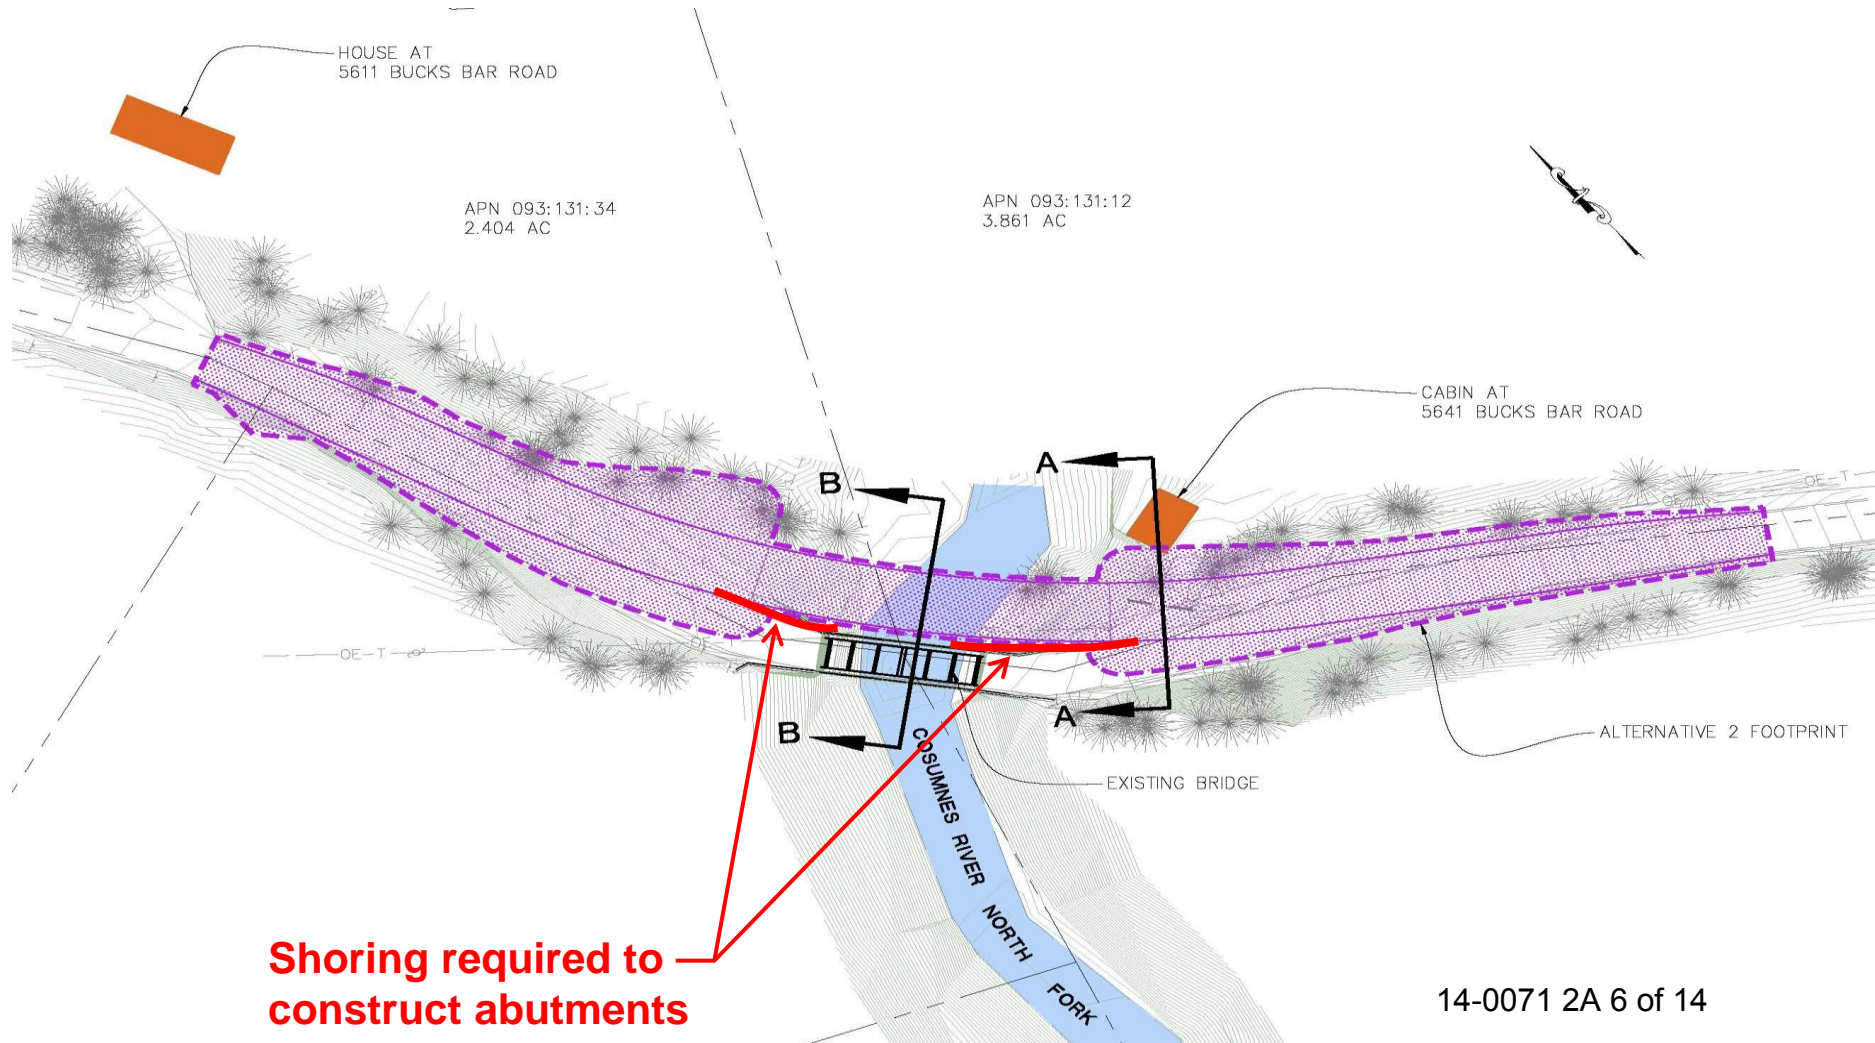 HOUSE AT
5611 BUCKS BAR ROAD
APN 093:131:34
2.404 AC
APN 093:131:12
3.861 AC
CABIN AT
5641 BUCKS BAR ROAD
A
B
OE-T
OE-T
A
B
ALTERNATIVE 2 FOOTPRINT
EXISTING BRIDGE
COSUMNES RIVER
NORTH
FORK
Shoring required to
construct abutments
14-0071 2A 6 of 14